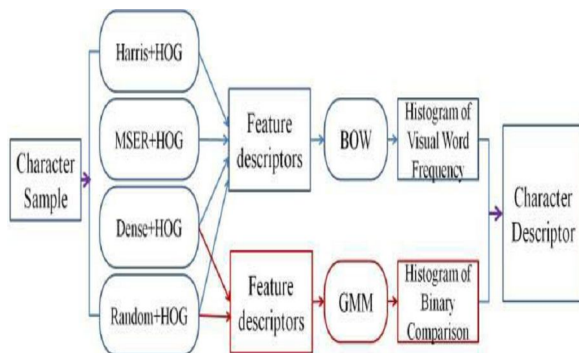 Harris+HOG
MSER+HOG
Character
Sample
Dense+HOG
Random+HOG
Feature
descriptors
BOW
Histogram of
Visual Word
Frequency
Feature
descriptors
GMM
Histogram of
Binary
Comparison
Character
Descriptor